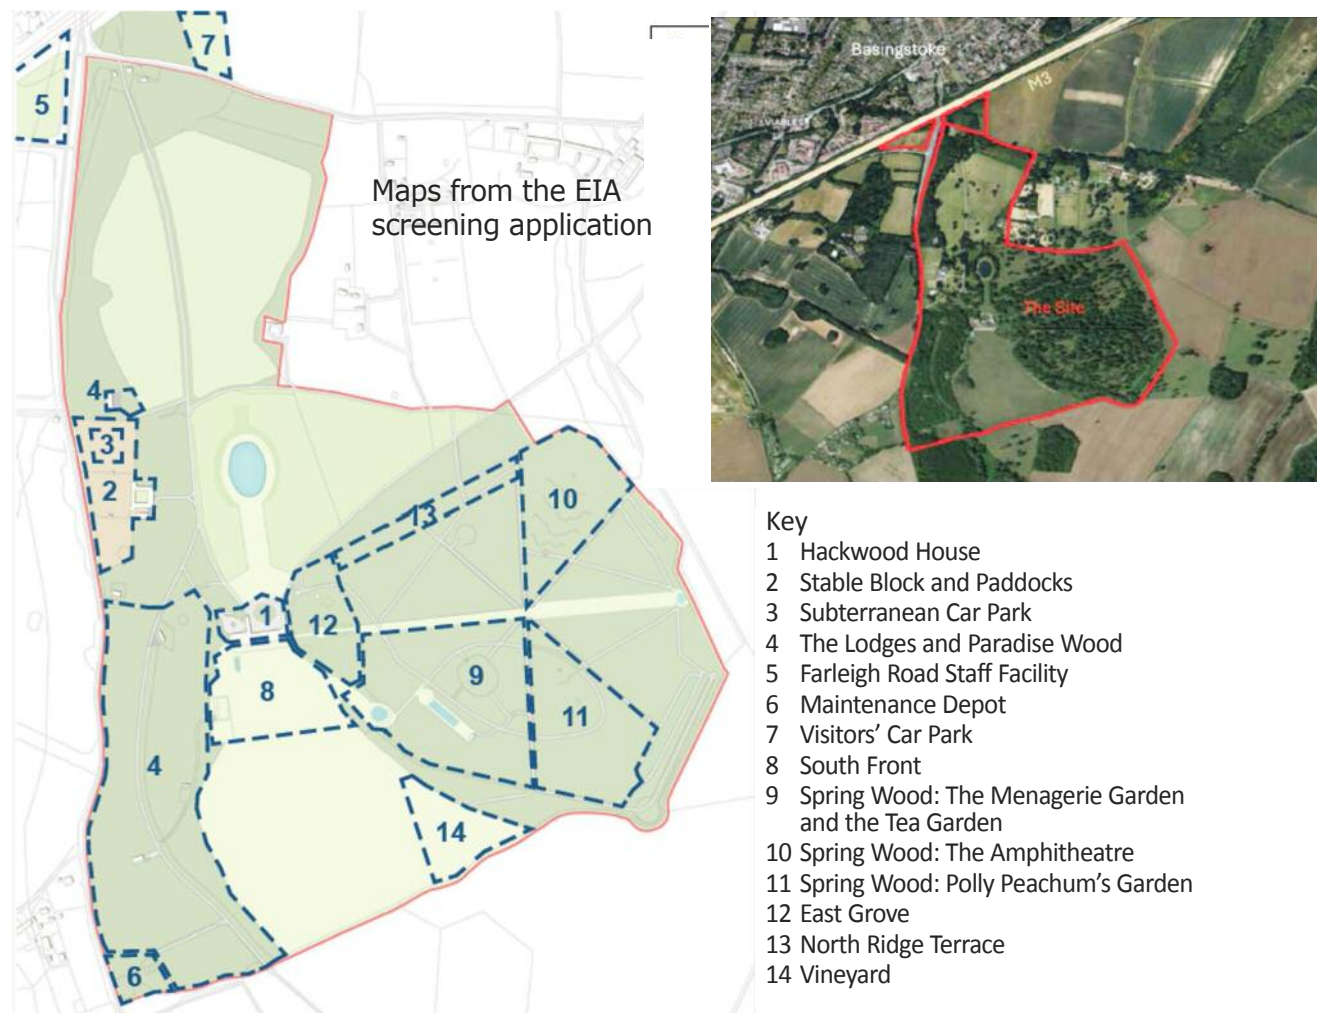 7
5
Maps from the EIA
screening application
4
3
2
13
10
1
12
9
8
11
4
14
6
Basingstoke
M3
The Site
Key
1 Hackwood House
2 Stable Block and Paddocks
3 Subterranean Car Park
4 The Lodges and Paradise Wood
5 Farleigh Road Staff Facility
6 Maintenance Depot
7 Visitors’ Car Park
8 South Front
9 Spring Wood: The Menagerie Garden
and the Tea Garden
10 Spring Wood: The Amphitheatre
11 Spring Wood: Polly Peachum’s Garden
12 East Grove
13 North Ridge Terrace
14 Vineyard